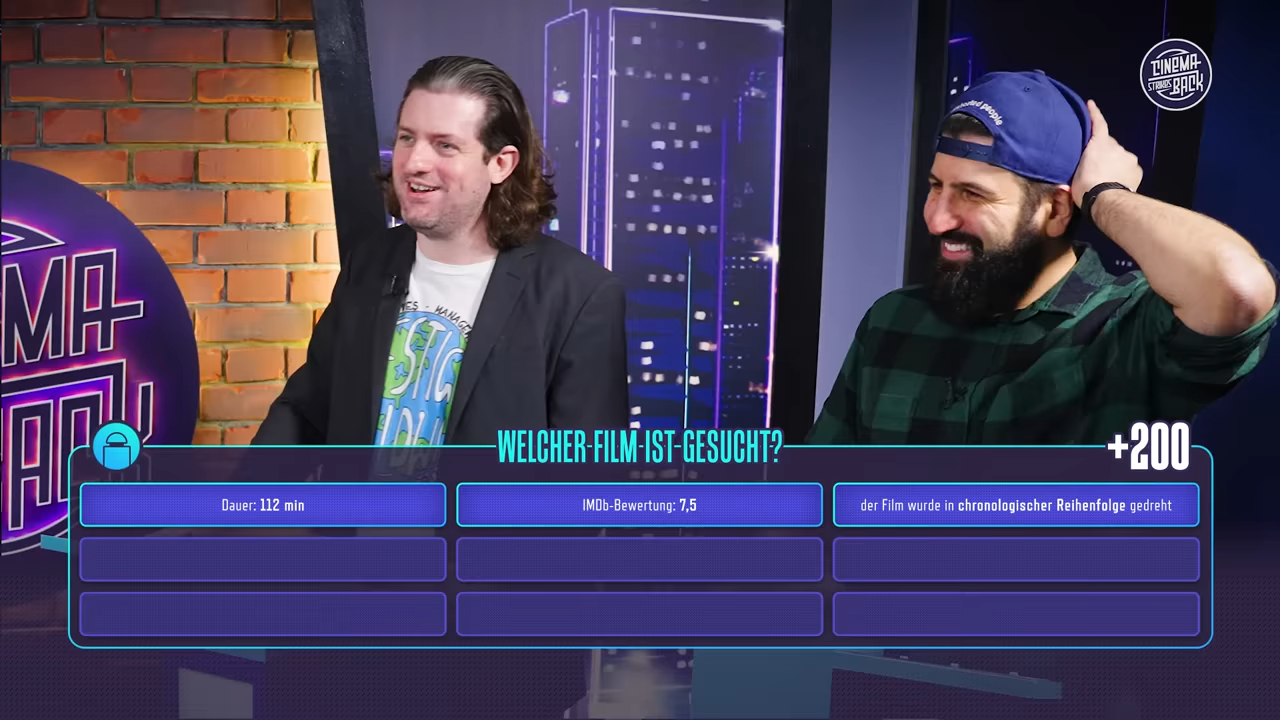 CINEMA
STRIKES BACK
WELCHER FILM IST GESUCHT?
+200
Dauer: 112 min
IMDb-Bewertung: 7,5
der Film wurde in chronologischer Reihenfolge gedreht